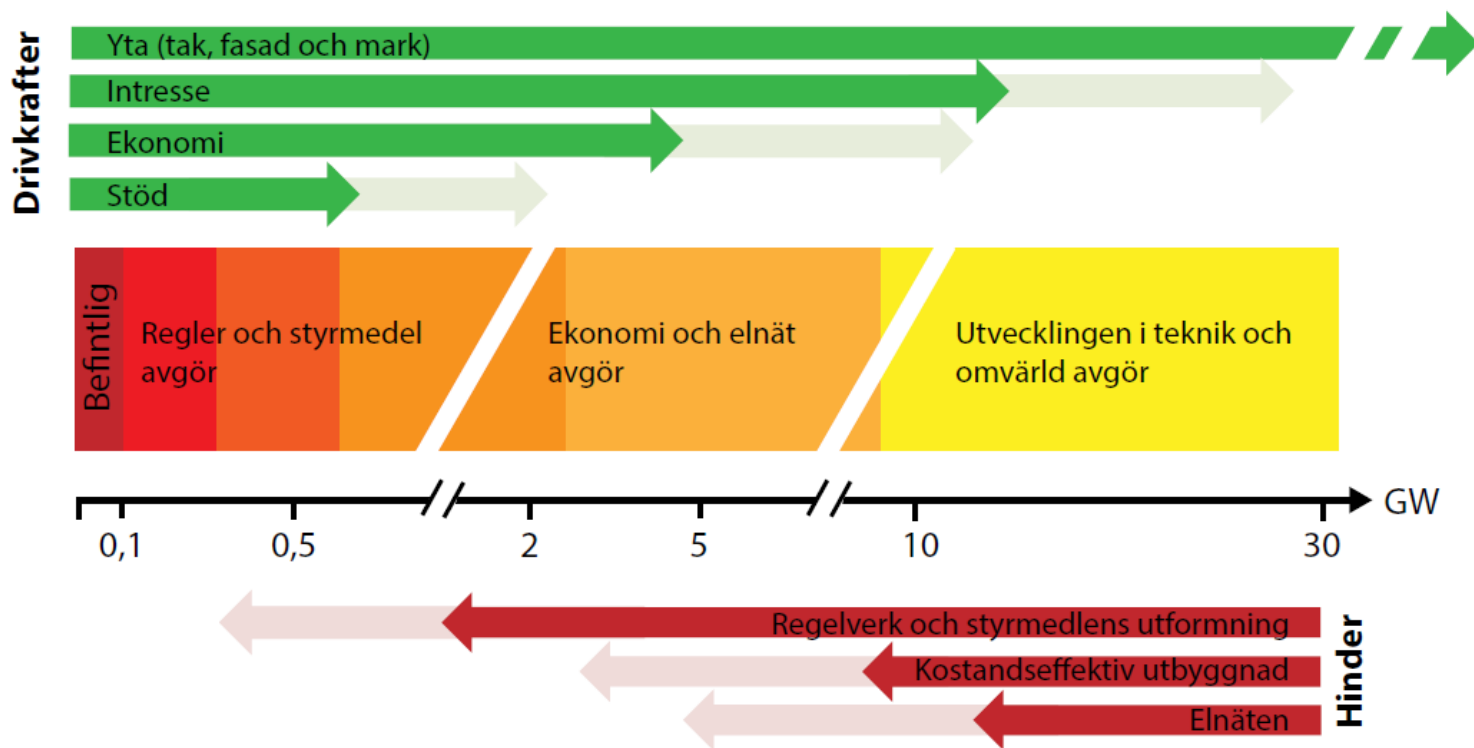 Drivkrafter
Yta (tak, fasad och mark)
Intresse
Ekonomi
Stöd
Befintlig
Regler och styrmedel
avgör
Ekonomi och elnät
avgör
Utvecklingen i teknik och
omvärld avgör
GW
0,1
0,5
2
5
10
30
Regelverk och styrmedlens utformning
Kostandseffektiv utbyggnad
Elnäten
Hinder